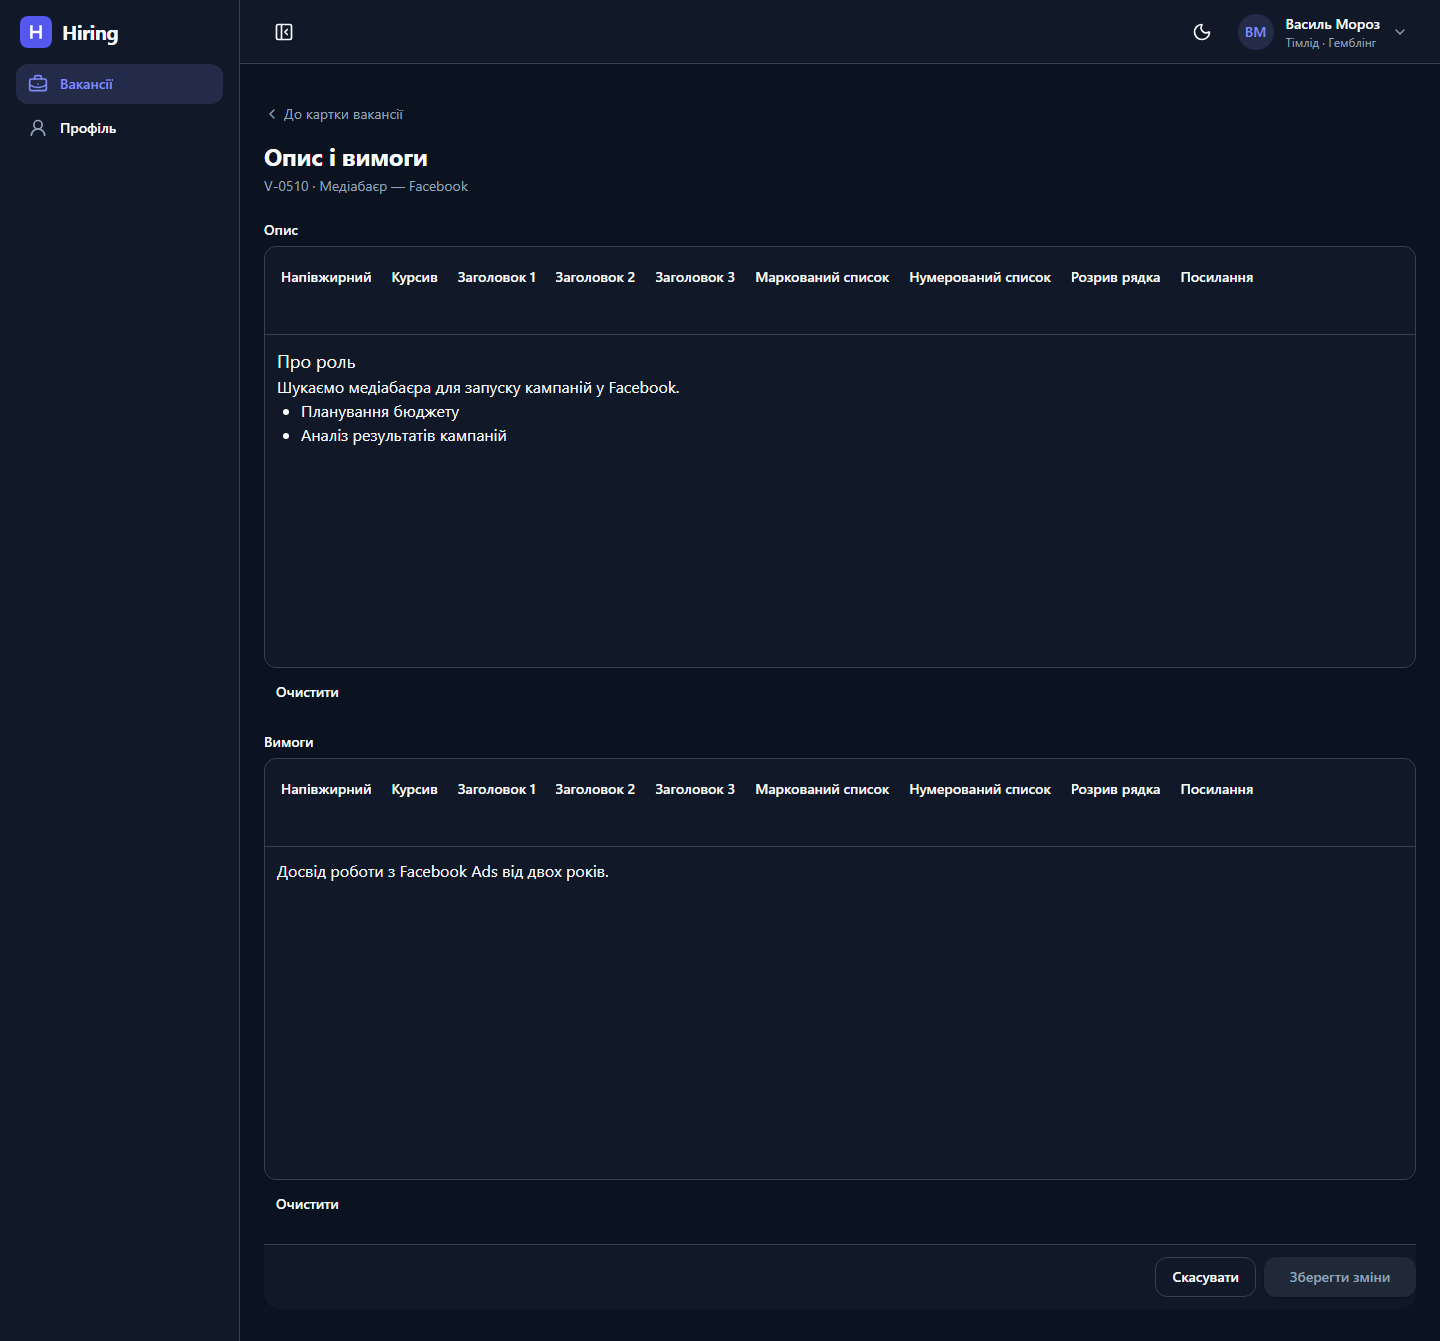 H Hiring
Вакансії
Профіль
ВМ
Василь Мороз
Тімлід · Гемблінг
До картки вакансії
Опис і вимоги
V-0510 · Медіабаєр — Facebook
Опис
Напівжирний Курсив Заголовок 1 Заголовок 2 Заголовок 3 Маркований список Нумерований список Розрив рядка Посилання
Про роль
Шукаємо медіабаєра для запуску кампаній у Facebook.
Планування бюджету
Аналіз результатів кампаній
Очистити
Вимоги
Напівжирний Курсив Заголовок 1 Заголовок 2 Заголовок 3 Маркований список Нумерований список Розрив рядка Посилання
Досвід роботи з Facebook Ads від двох років.
Очистити
Скасувати Зберегти зміни